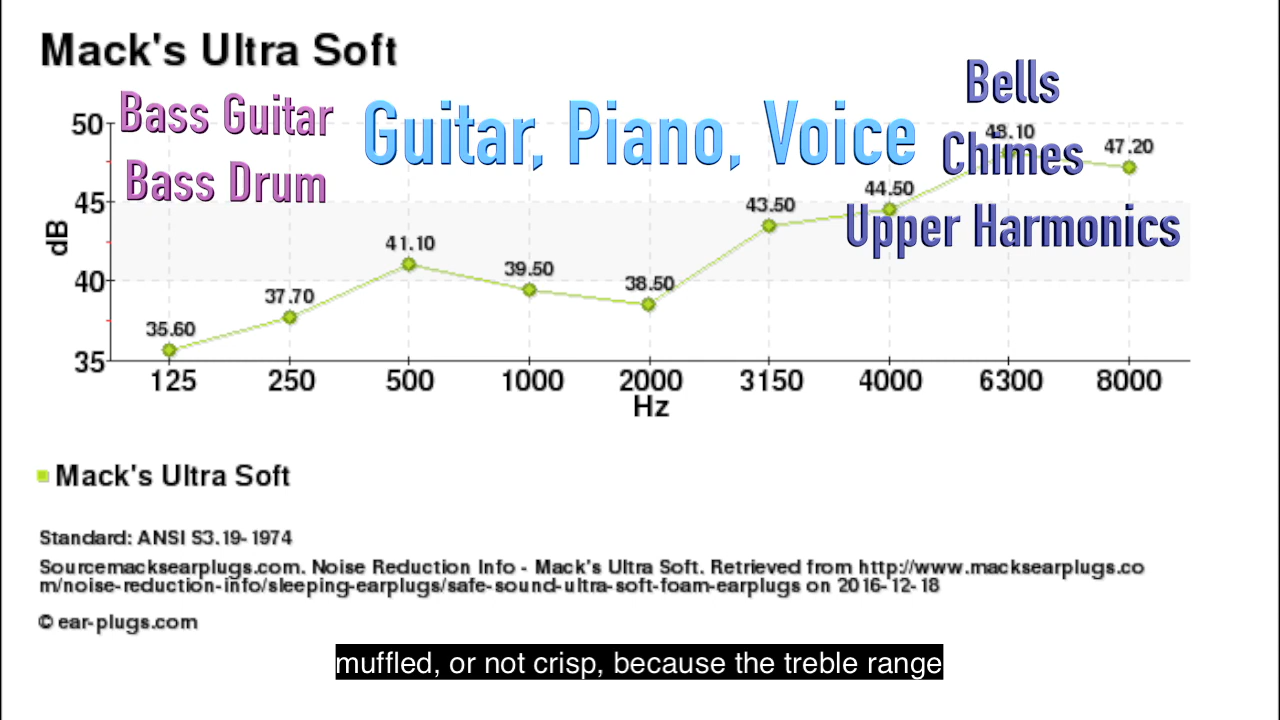 Mack's Ultra Soft
Bass Guitar
Bass Drum
Guitar, Piano, Voice
Bells
Chimes
Upper Harmonics
50
45
40
35
dB
35.60
37.70
41.10
39.50
38.50
43.50
44.50
48.10
47.20
125 250 500 1000 2000 3150 4000 6300 8000
Hz
Mack's Ultra Soft
Standard: ANSI S3.19-1974
Sourcemacksearplugs.com. Noise Reduction Info - Mack's Ultra Soft. Retrieved from http://www.macksearplugs.co
m/noise-reduction-info/sleeping-earplugs/safe-sound-ultra-soft-foam-earplugs on 2016-12-18
© ear-plugs.com
muffled, or not crisp, because the treble range